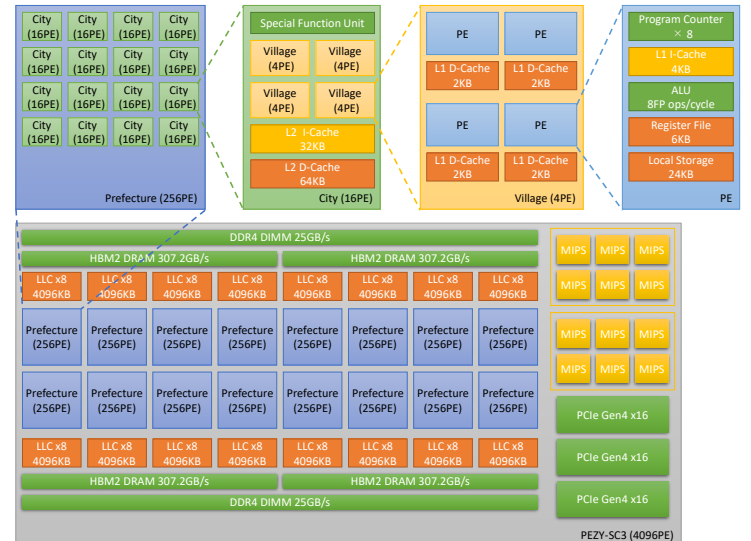 City
(16PE)
City
(16PE)
City
(16PE)
City
(16PE)
City
(16PE)
City
(16PE)
City
(16PE)
City
(16PE)
City
(16PE)
City
(16PE)
City
(16PE)
City
(16PE)
City
(16PE)
City
(16PE)
City
(16PE)
City
(16PE)
Prefecture (256PE)
Special Function Unit
Village
(4PE)
Village
(4PE)
Village
(4PE)
Village
(4PE)
L2 I-Cache
32KB
L2 D-Cache
64KB
City (16PE)
PE
PE
L1 D-Cache
2KB
L1 D-Cache
2KB
PE
PE
L1 D-Cache
2KB
L1 D-Cache
2KB
Village (4PE)
Program Counter
× 8
L1 I-Cache
4KB
ALU
8FP ops/cycle
Register File
6KB
Local Storage
24KB
PE
DDR4 DIMM 25GB/s
HBM2 DRAM 307.2GB/s
HBM2 DRAM 307.2GB/s
LLC x8
4096KB
LLC x8
4096KB
LLC x8
4096KB
LLC x8
4096KB
LLC x8
4096KB
LLC x8
4096KB
LLC x8
4096KB
LLC x8
4096KB
Prefecture
(256PE)
Prefecture
(256PE)
Prefecture
(256PE)
Prefecture
(256PE)
Prefecture
(256PE)
Prefecture
(256PE)
Prefecture
(256PE)
Prefecture
(256PE)
Prefecture
(256PE)
Prefecture
(256PE)
Prefecture
(256PE)
Prefecture
(256PE)
Prefecture
(256PE)
Prefecture
(256PE)
Prefecture
(256PE)
Prefecture
(256PE)
LLC x8
4096KB
LLC x8
4096KB
LLC x8
4096KB
LLC x8
4096KB
LLC x8
4096KB
LLC x8
4096KB
LLC x8
4096KB
LLC x8
4096KB
HBM2 DRAM 307.2GB/s
HBM2 DRAM 307.2GB/s
DDR4 DIMM 25GB/s
MIPS
MIPS
MIPS
MIPS
MIPS
MIPS
MIPS
MIPS
MIPS
MIPS
MIPS
MIPS
PCIe Gen4 x16
PCIe Gen4 x16
PCIe Gen4 x16
PEZY-SC3 (4096PE)